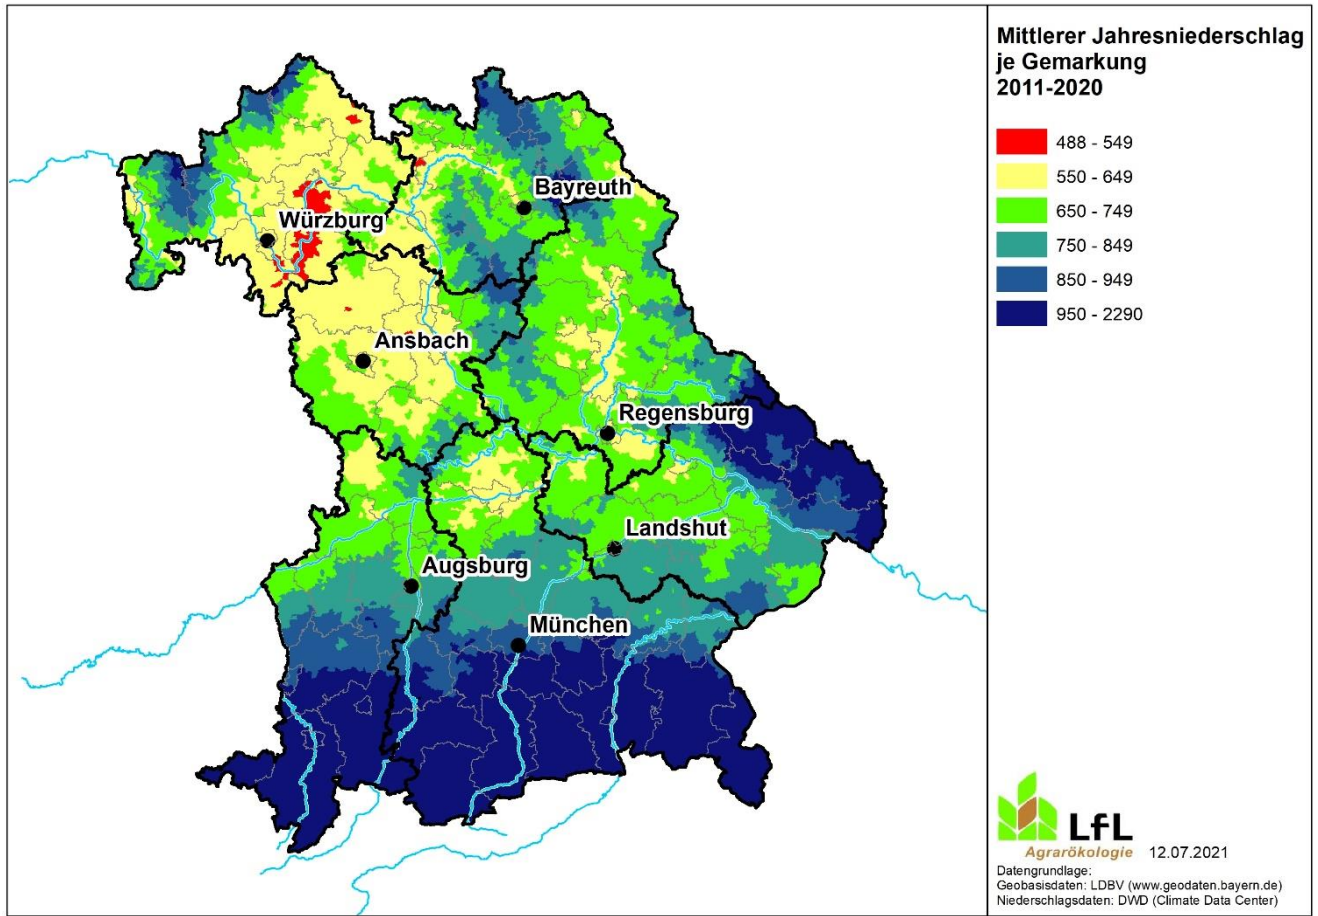 Mittlerer Jahresniederschlag
je Gemarkung
2011-2020
488 - 549
550 - 649
650 - 749
750 - 849
850 - 949
950 - 2290
Bayreuth
Würzburg
Ansbach
Regensburg
Landshut
Augsburg
München
LfL
Agrarökologie 12.07.2021
Datengrundlage:
Geobasisdaten: LDBV (www.geodaten.bayern.de)
Niederschlagsdaten: DWD (Climate Data Center)